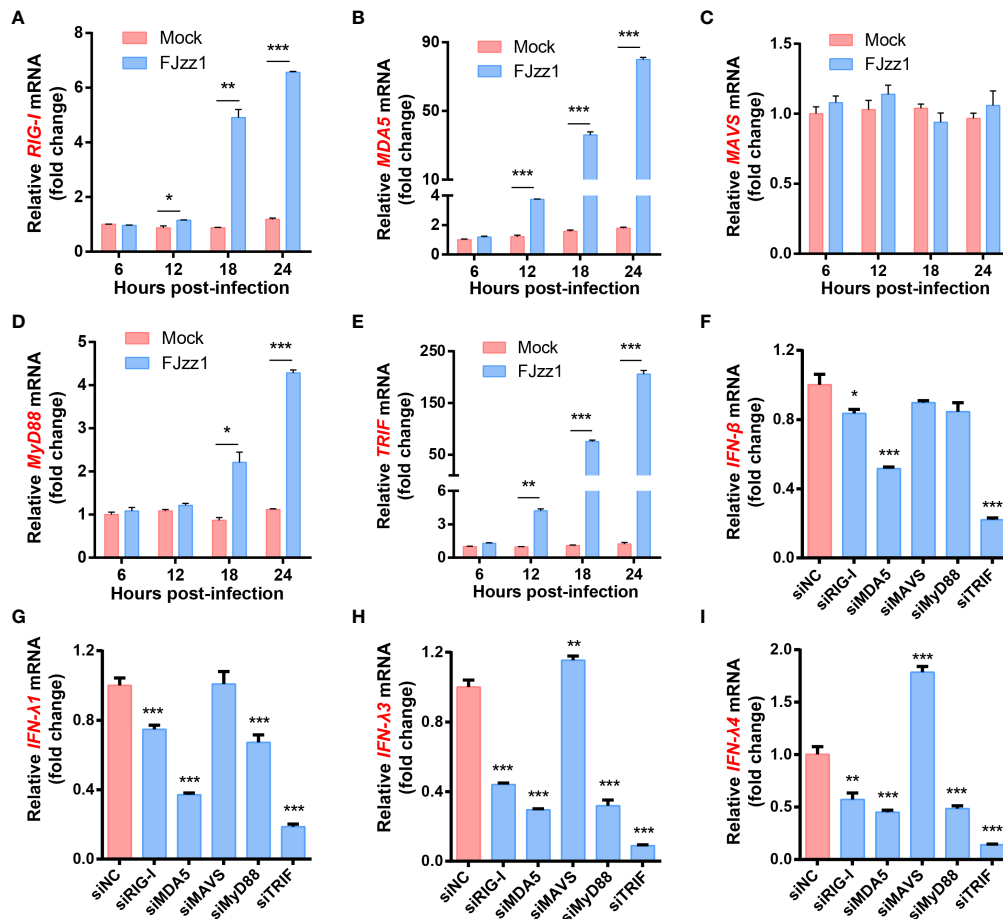 A
Relative RIG-I mRNA
(fold change)
8
6
4
2
0
Mock
FJzz1
*
**
***
6 12 18 24
Hours post-infection
B
Relative MDA5 mRNA
(fold change)
90
50
10
4
2
0
Mock
FJzz1
***
***
***
6 12 18 24
Hours post-infection
C
Relative MAVS mRNA
(fold change)
1.5
1.0
0.5
0.0
Mock
FJzz1
6 12 18 24
Hours post-infection
D
Relative MyD88 mRNA
(fold change)
5
4
2
1
0
Mock
FJzz1
*
***
6 12 18 24
Hours post-infection
E
Relative TRIF mRNA
(fold change)
250
150
50
6
3
0
Mock
FJzz1
**
***
***
6 12 18 24
Hours post-infection
F
Relative IFN-β mRNA
(fold change)
1.2
0.8
0.4
0.0
*
***
***
siNC siRIG-I siMDA5 siMAVS siMyD88 siTRIF
G
Relative IFN-λ1 mRNA
(fold change)
1.2
0.8
0.4
0.0
***
***
***
***
siNC siRIG-I siMDA5 siMAVS siMyD88 siTRIF
H
Relative IFN-λ3 mRNA
(fold change)
1.2
0.8
0.4
0.0
***
***
**
***
***
siNC siRIG-I siMDA5 siMAVS siMyD88 siTRIF
I
Relative IFN-λ4 mRNA
(fold change)
2.0
1.5
1.0
0.5
0.0
**
***
***
***
***
siNC siRIG-I siMDA5 siMAVS siMyD88 siTRIF